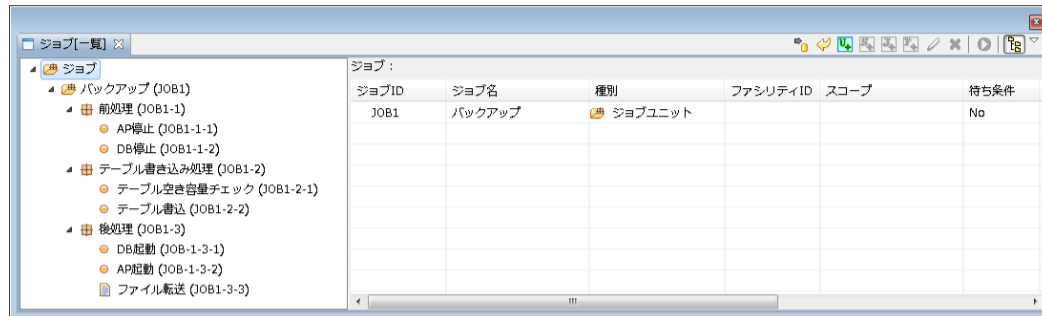 ジョブ[一覧]
ジョブ
バックアップ (JOB1)
前処理 (JOB1-1)
AP停止 (JOB1-1-1)
DB停止 (JOB1-1-2)
テーブル書き込み処理 (JOB1-2)
テーブル空き容量チェック (JOB1-2-1)
テーブル書込 (JOB1-2-2)
後処理 (JOB1-3)
DB起動 (JOB-1-3-1)
AP起動 (JOB-1-3-2)
ファイル転送 (JOB1-3-3)
ジョブ :
ジョブID ジョブ名 種別 ファシリティID スコープ 待ち条件
JOB1 バックアップ ジョブユニット No